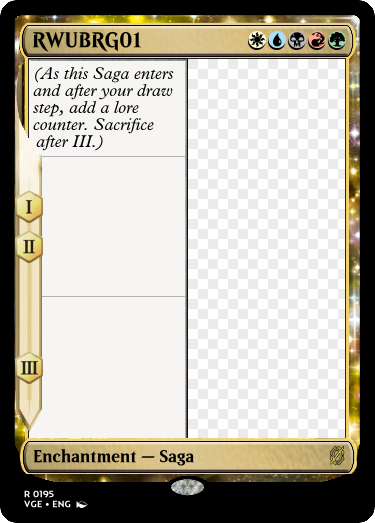 RWUBRG01
(As this Saga enters
and after your draw
step, add a lore
counter. Sacrifice
after III.)
I
II
III
Enchantment — Saga
R 0195
VGE • ENG